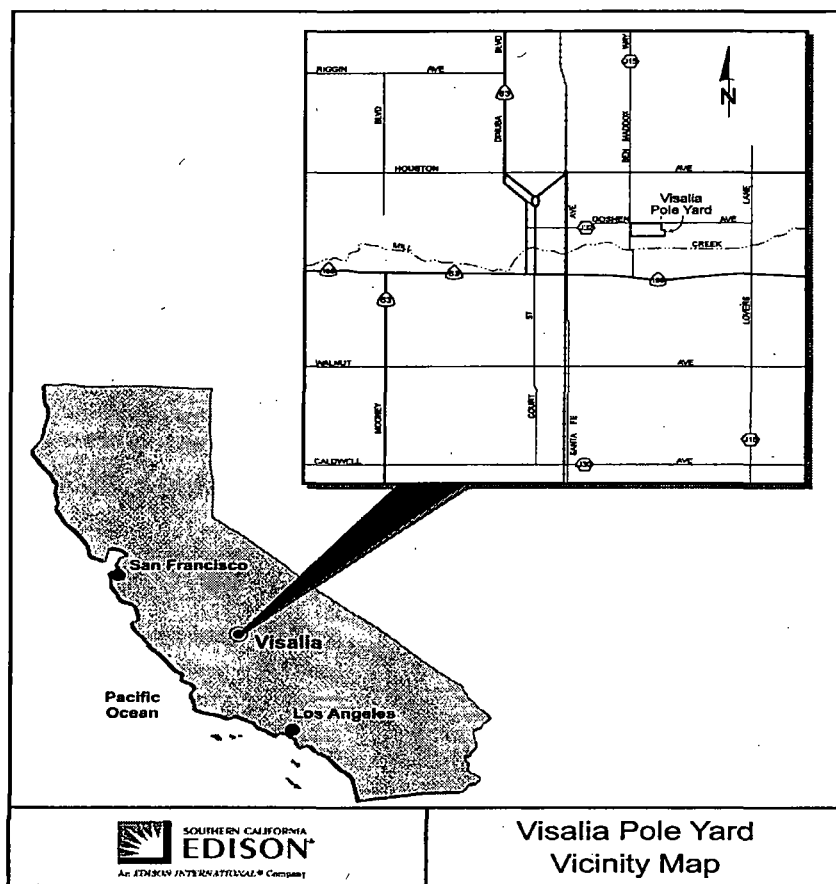 BLVD
WAY
RIGGIN AVE
N
BLVD
DINUBA
63
BEN MADDOX
HOUSTON AVE
LANE
Visalia
Pole Yard
AVE
GOSHEN AVE
MILL CREEK
198
63
198
63
LOVERS
ST
WALNUT AVE
MOONEY
COURT
SANTA FE
CALDWELL AVE
San Francisco
Visalia
Pacific
Ocean
Los Angeles
SOUTHERN CALIFORNIA
EDISON
An EDISON INTERNATIONAL® Company
Visalia Pole Yard
Vicinity Map